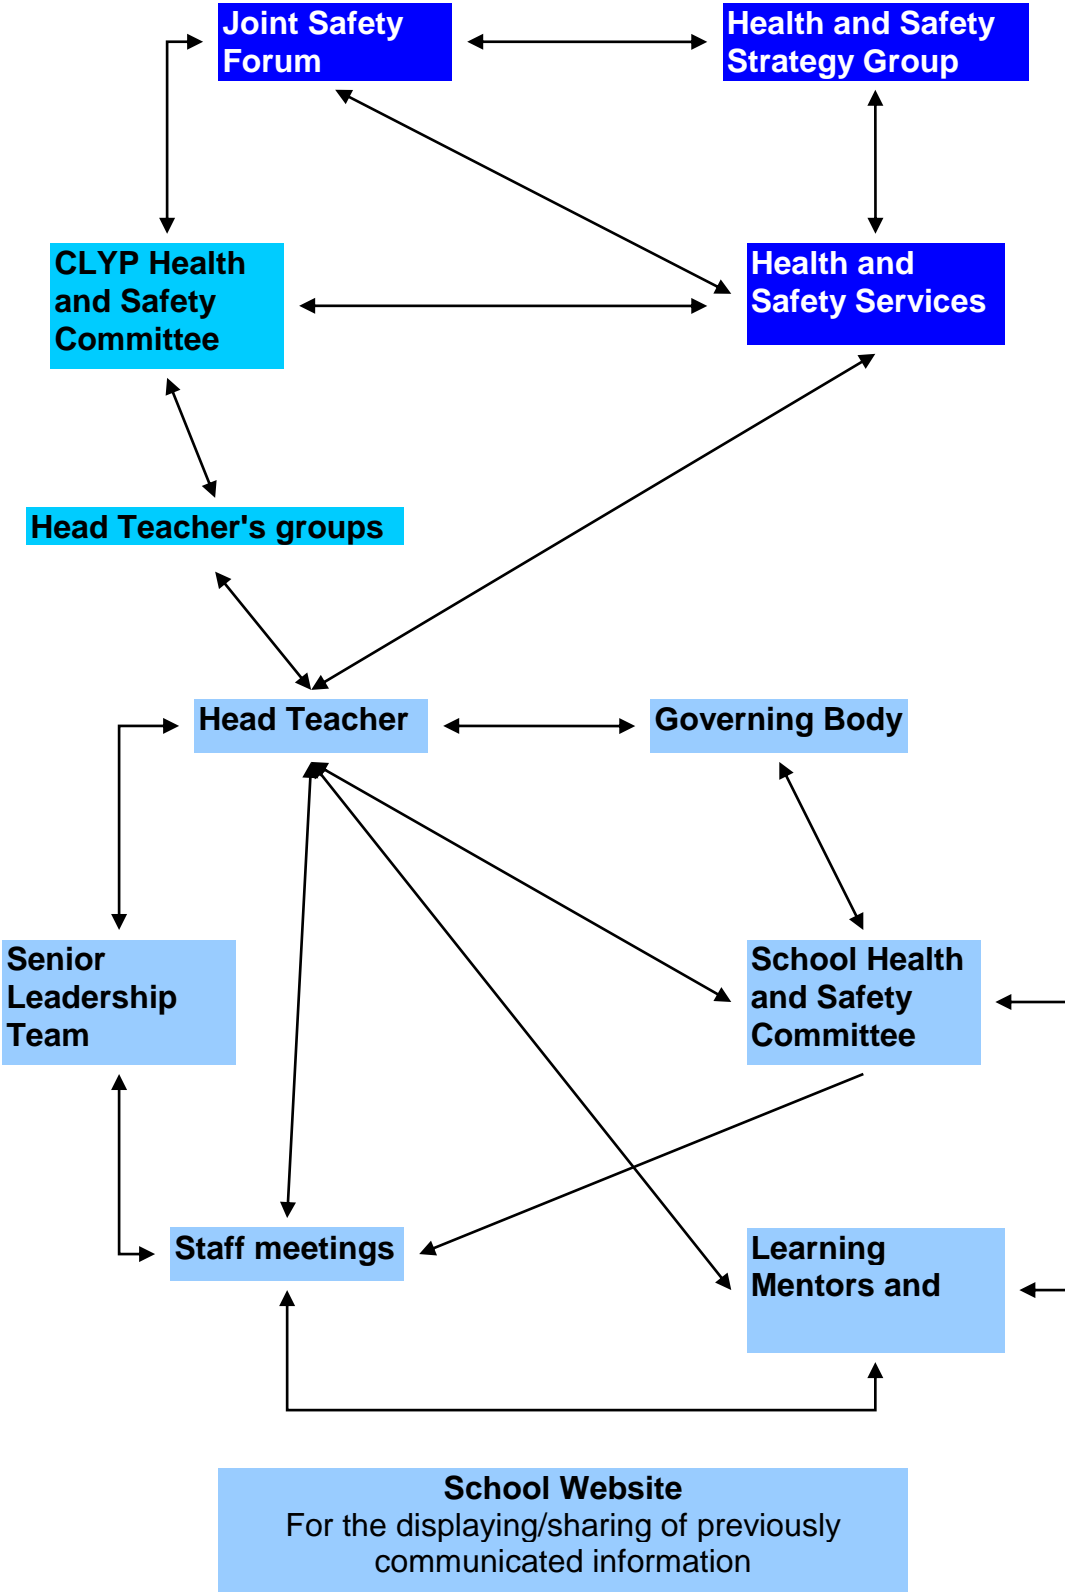 Joint Safety
Forum
Health and Safety
Strategy Group
CLYP Health
and Safety
Committee
Health and
Safety Services
Head Teacher's groups
Head Teacher
Governing Body
Senior
Leadership
Team
School Health
and Safety
Committee
Staff meetings
Learning
Mentors and
School Website
For the displaying/sharing of previously
communicated information